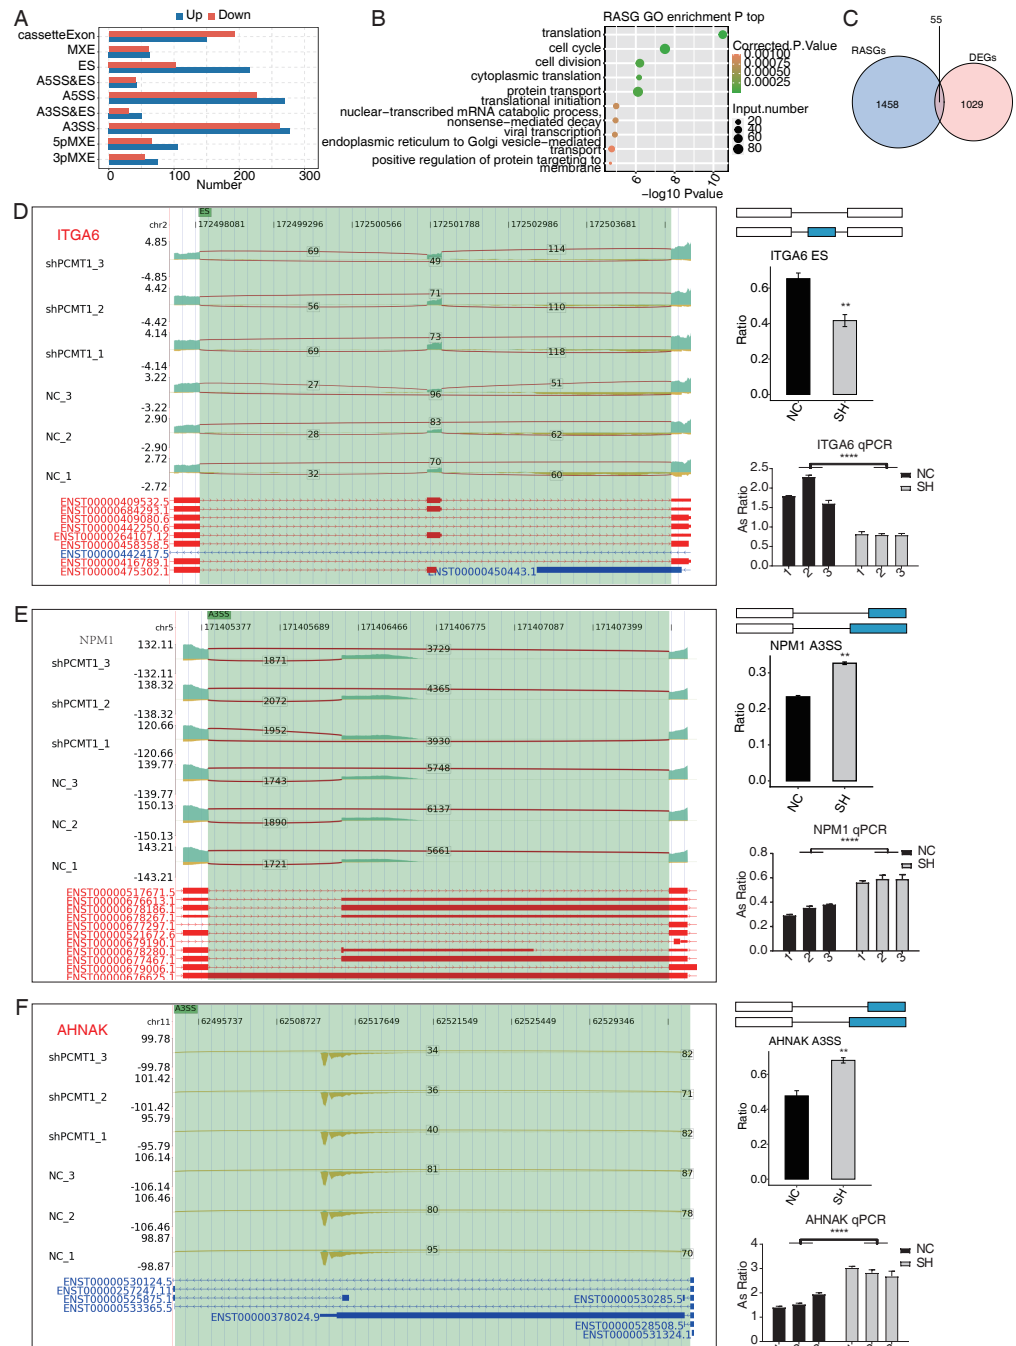 A
Up Down
cassetteExon
MXE
ES
A5SS&ES
A5SS
A3SS&ES
A3SS
5pMXE
3pMXE
0 100 200 300
Number
B
RASG GO enrichment P top
translation
cell cycle
cell division
cytoplasmic translation
protein transport
translational initiation
nuclear-transcribed mRNA catabolic process,
nonsense-mediated decay
viral transcription
endoplasmic reticulum to Golgi vesicle-mediated
transport
positive regulation of protein targeting to
membrane
6 8 10
-log10 Pvalue
Corrected.P.Value
0.00100
0.00075
0.00050
0.00025
Input.number
20
40
60
80
C
55
RASGs
DEGs
1458
1029
D
ES
ITGA6
chr2
172498081 172499296 172500566 172501788 172502986 172503681
4.85
shPCMT1_3
-4.85
69 49 114
4.42
shPCMT1_2
-4.42
71 56 110
4.14
shPCMT1_1
-4.14
73 69 118
3.22
NC_3
-3.22
27 96 51
2.90
NC_2
-2.90
83 28 62
2.72
NC_1
-2.72
70 32 60
ENST00000409532.5
ENST00000684293.1
ENST00000409080.6
ENST00000442250.6
ENST00000264107.12
ENST00000458358.5
ENST00000442417.5
ENST00000416789.1
ENST00000475302.1
ENST00000450443.1
ITGA6 ES
**
Ratio
0.6
0.4
0.2
0.0
NC SH
ITGA6 qPCR
****
NC
SH
As Ratio
2.5
2.0
1.5
1.0
0.5
0.0
1 2 3 1 2 3
E
A3SS
NPM1
chr5
171405377 171405689 171406466 171406775 171407087 171407399
132.11
shPCMT1_3
-132.11
1871 3729
138.32
shPCMT1_2
-138.32
2072 4365
120.66
shPCMT1_1
-120.66
1952 3930
139.77
NC_3
-139.77
1743 5748
150.13
NC_2
-150.13
1890 6137
143.21
NC_1
-143.21
1721 5661
ENST00000517671.5
ENST00000676613.1
ENST00000678186.1
ENST00000678267.1
ENST00000677297.1
ENST00000521672.6
ENST00000679190.1
ENST00000678280.1
ENST00000677467.1
ENST00000679006.1
ENST00000676625.1
NPM1 A3SS
**
Ratio
0.3
0.2
0.1
0.0
NC SH
NPM1 qPCR
****
NC
SH
As Ratio
0.8
0.6
0.4
0.2
0.0
1 2 3 1 2 3
F
A3SS
AHNAK
chr11
62495737 62508727 62517649 62521549 62525449 62529346
99.78
shPCMT1_3
-99.78
34 82
101.42
shPCMT1_2
-101.42
36 71
95.79
shPCMT1_1
-95.79
40 82
106.14
NC_3
-106.14
81 87
106.46
NC_2
-106.46
80 78
98.87
NC_1
-98.87
95 70
ENST00000530124.5
ENST00000257247.11
ENST00000525875.1
ENST00000530285.5
ENST00000533365.5
ENST00000378024.9
ENST00000528508.5
ENST00000531324.1
AHNAK A3SS
**
Ratio
0.6
0.4
0.2
0.0
NC SH
AHNAK qPCR
****
NC
SH
As Ratio
4
3
2
1
0